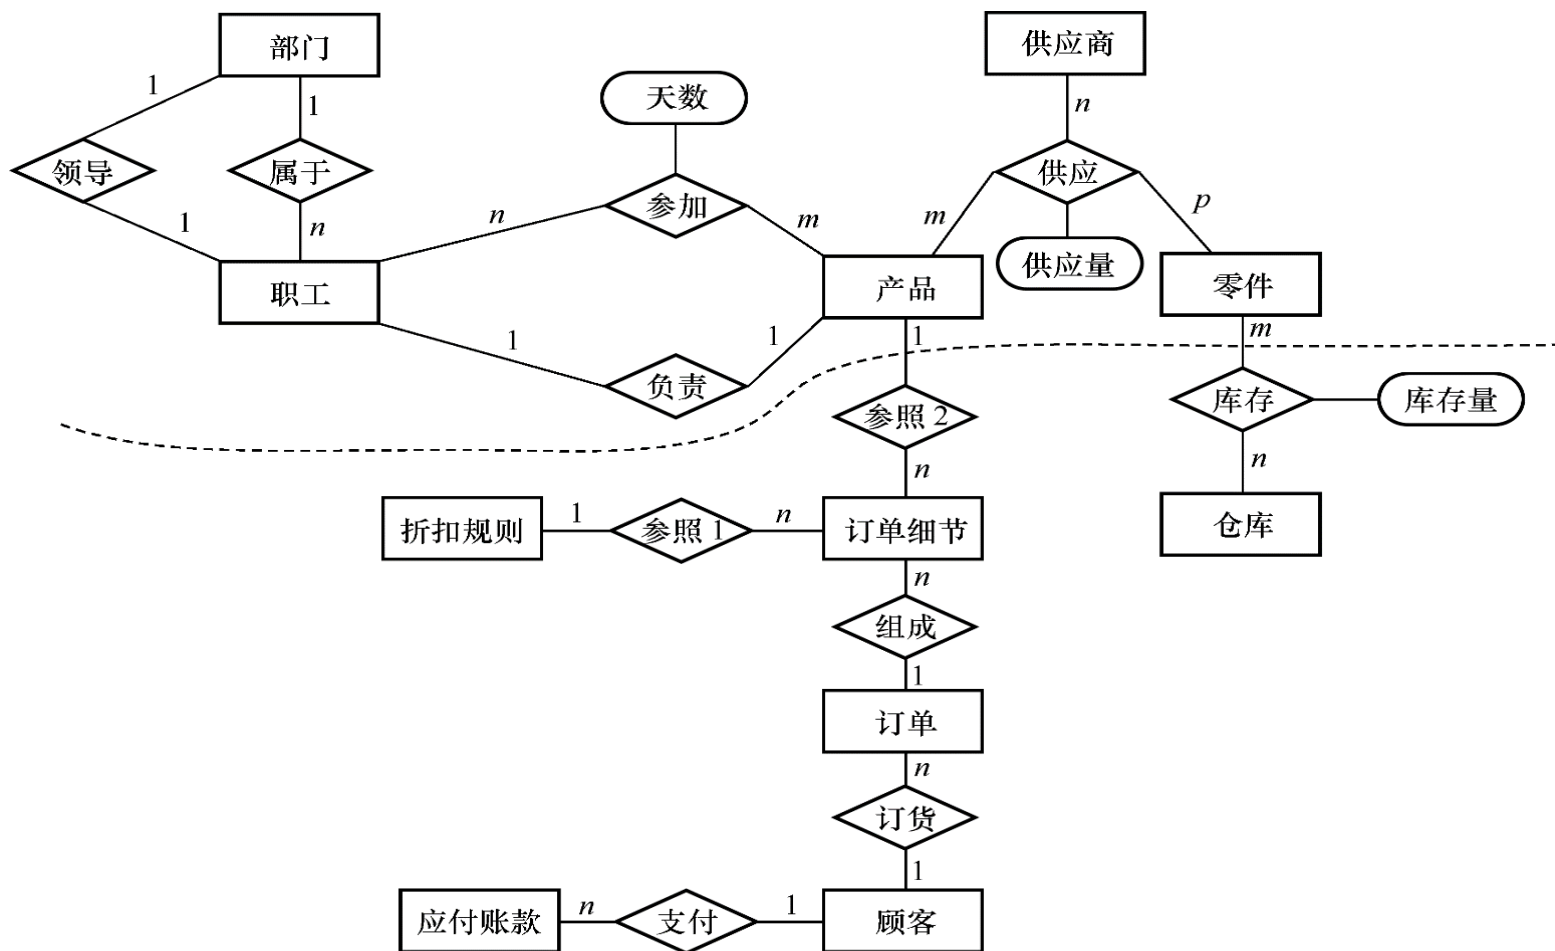 部门
供应商
1
1
天数
n
领导
属于
供应
1
n
n
参加
m
m
p
供应量
职工
产品
零件
1
1
1
m
负责
参照 2
库存
库存量
n
n
折扣规则
1
参照 1
n
订单细节
仓库
n
组成
1
订单
n
订货
1
应付账款
n
支付
1
顾客